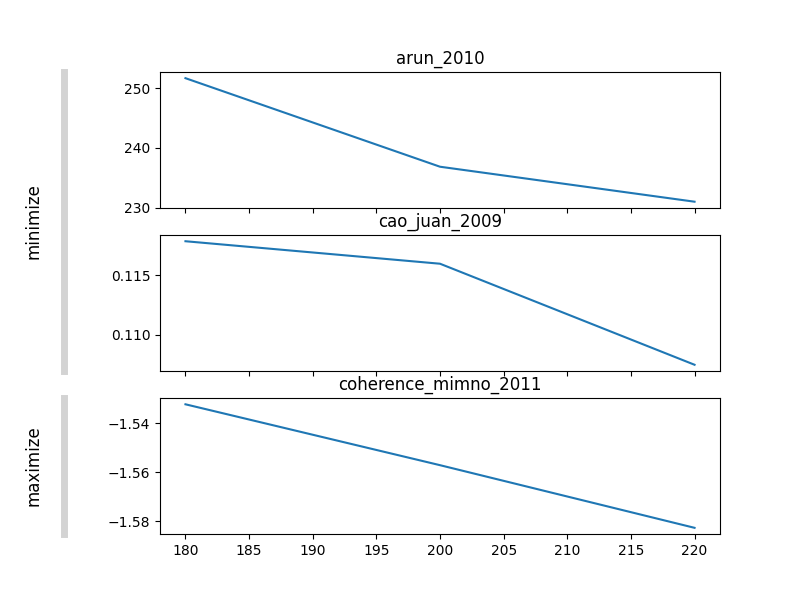 arun_2010
250
240
230
minimize
cao_juan_2009
0.115
0.110
coherence_mimno_2011
−1.54
−1.56
−1.58
maximize
180 185 190 195 200 205 210 215 220